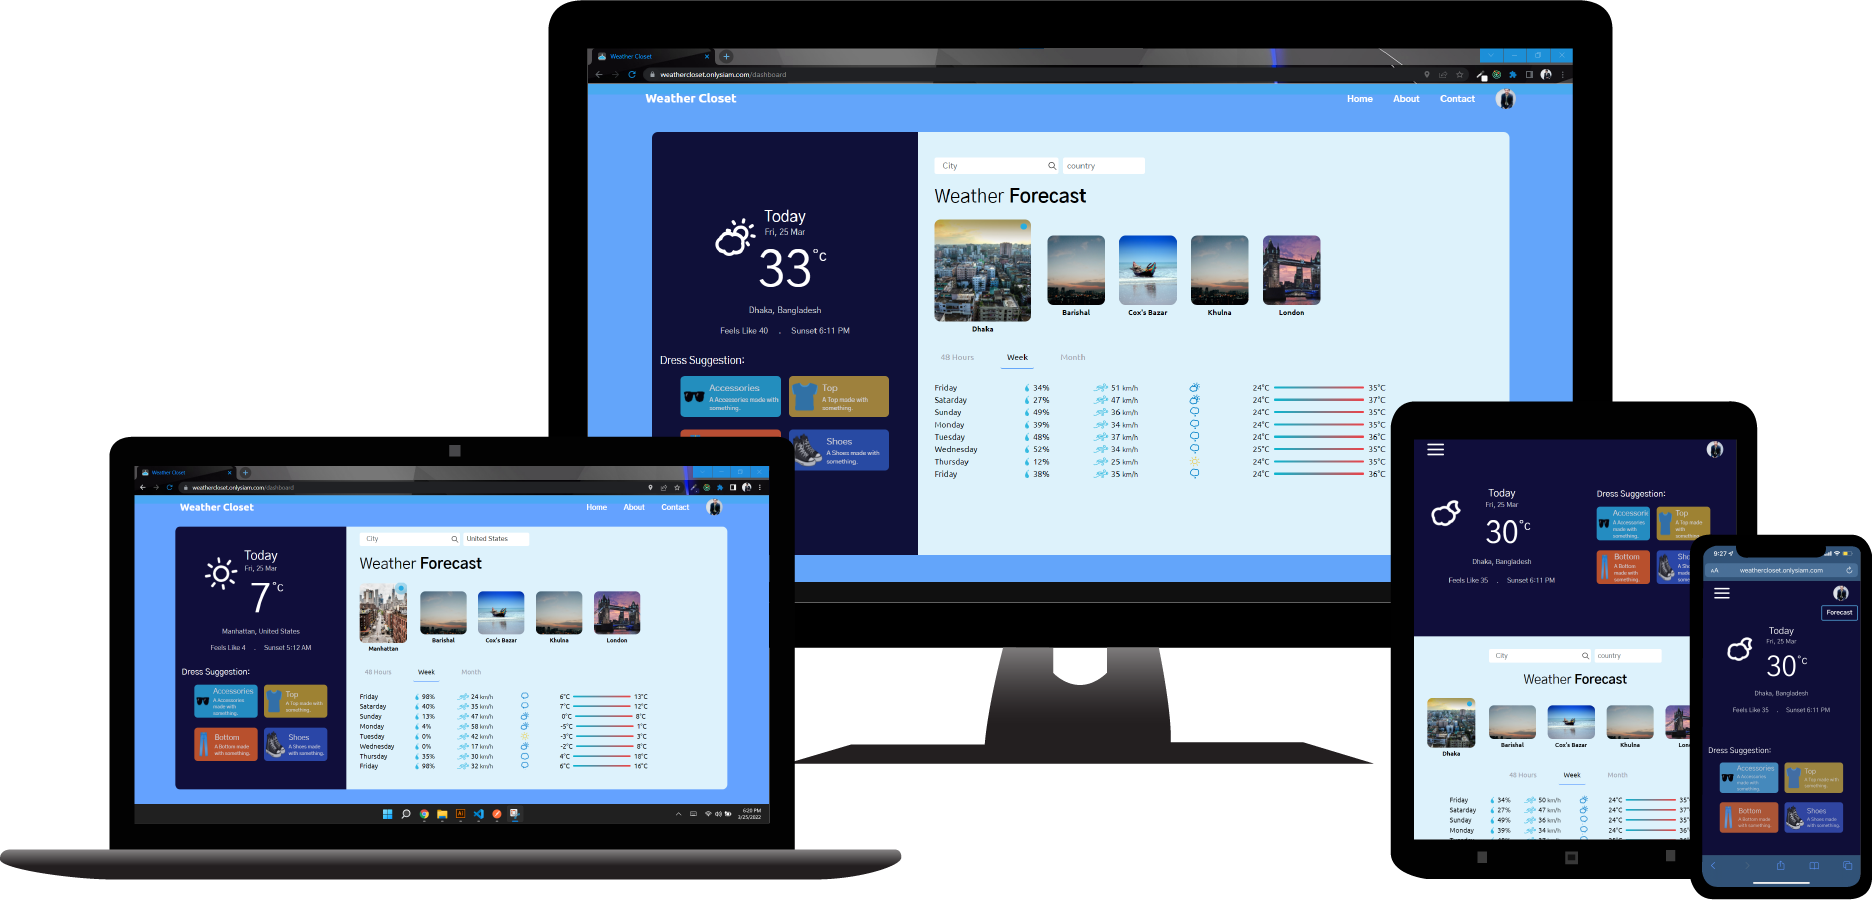 Weather Closet
weathercloset.onlysiam.com/dashboard
Weather Closet
Home About Contact
City country
Weather Forecast
Today
Fri, 25 Mar
33°c
Dhaka, Bangladesh
Feels Like 40 . Sunset 6:11 PM
Dress Suggestion:
Accessories
A Accessories made with
something.
Top
A Top made with
something.
Shoes
A Shoes made with
something.
Dhaka
Barishal
Cox's Bazar
Khulna
London
48 Hours Week Month
Friday 34% 51 km/h 24°C 35°C
Satarday 27% 47 km/h 24°C 37°C
Sunday 49% 36 km/h 24°C 35°C
Monday 39% 34 km/h 24°C 35°C
Tuesday 48% 37 km/h 24°C 36°C
Wednesday 52% 34 km/h 25°C 35°C
Thursday 12% 25 km/h 24°C 35°C
Friday 38% 35 km/h 24°C 36°C
Weather Closet
weathercloset.onlysiam.com/dashboard
Weather Closet
Home About Contact
City United States
Weather Forecast
Today
Fri, 25 Mar
7°c
Manhattan, United States
Feels Like 4 . Sunset 5:12 AM
Dress Suggestion:
Accessories
A Accessories
made with
something.
Top
A Top made with
something.
Bottom
A Bottom made
with something.
Shoes
A Shoes made
with something.
Manhattan
Barishal
Cox's Bazar
Khulna
London
48 Hours Week Month
Friday 98% 24 km/h 6°C 13°C
Satarday 40% 35 km/h 7°C 12°C
Sunday 13% 47 km/h 0°C 8°C
Monday 4% 58 km/h -5°C 1°C
Tuesday 0% 42 km/h -3°C 3°C
Wednesday 0% 17 km/h -2°C 8°C
Thursday 35% 30 km/h 4°C 18°C
Friday 98% 32 km/h 6°C 16°C
6:20 PM
3/25/2022
Today
Fri, 25 Mar
30°c
Dhaka, Bangladesh
Feels Like 35 . Sunset 6:11 PM
Dress Suggestion:
Accessori
A Accessories
made with
something.
Top
A Top made
with
something.
Bottom
A Bottom
made with
something.
City country
Weather Forecast
Dhaka
Barishal
Cox's Bazar
Khulna
48 Hours Week Month
Friday 34% 50 km/h 24°C 35°
Satarday 27% 47 km/h 24°C 37°
Sunday 49% 36 km/h 24°C 35°
Monday 39% 34 km/h 24°C 36°
9:27
AA weathercloset.onlysiam.com
Forecast
Today
Fri, 25 Mar
30°c
Dhaka, Bangladesh
Feels Like 35 . Sunset 6:11 PM
Dress Suggestion:
Accessories
A Accessories
made with
something.
Top
A Top made with
something.
Bottom
A Bottom made
with something.
Shoes
A Shoes made
with something.